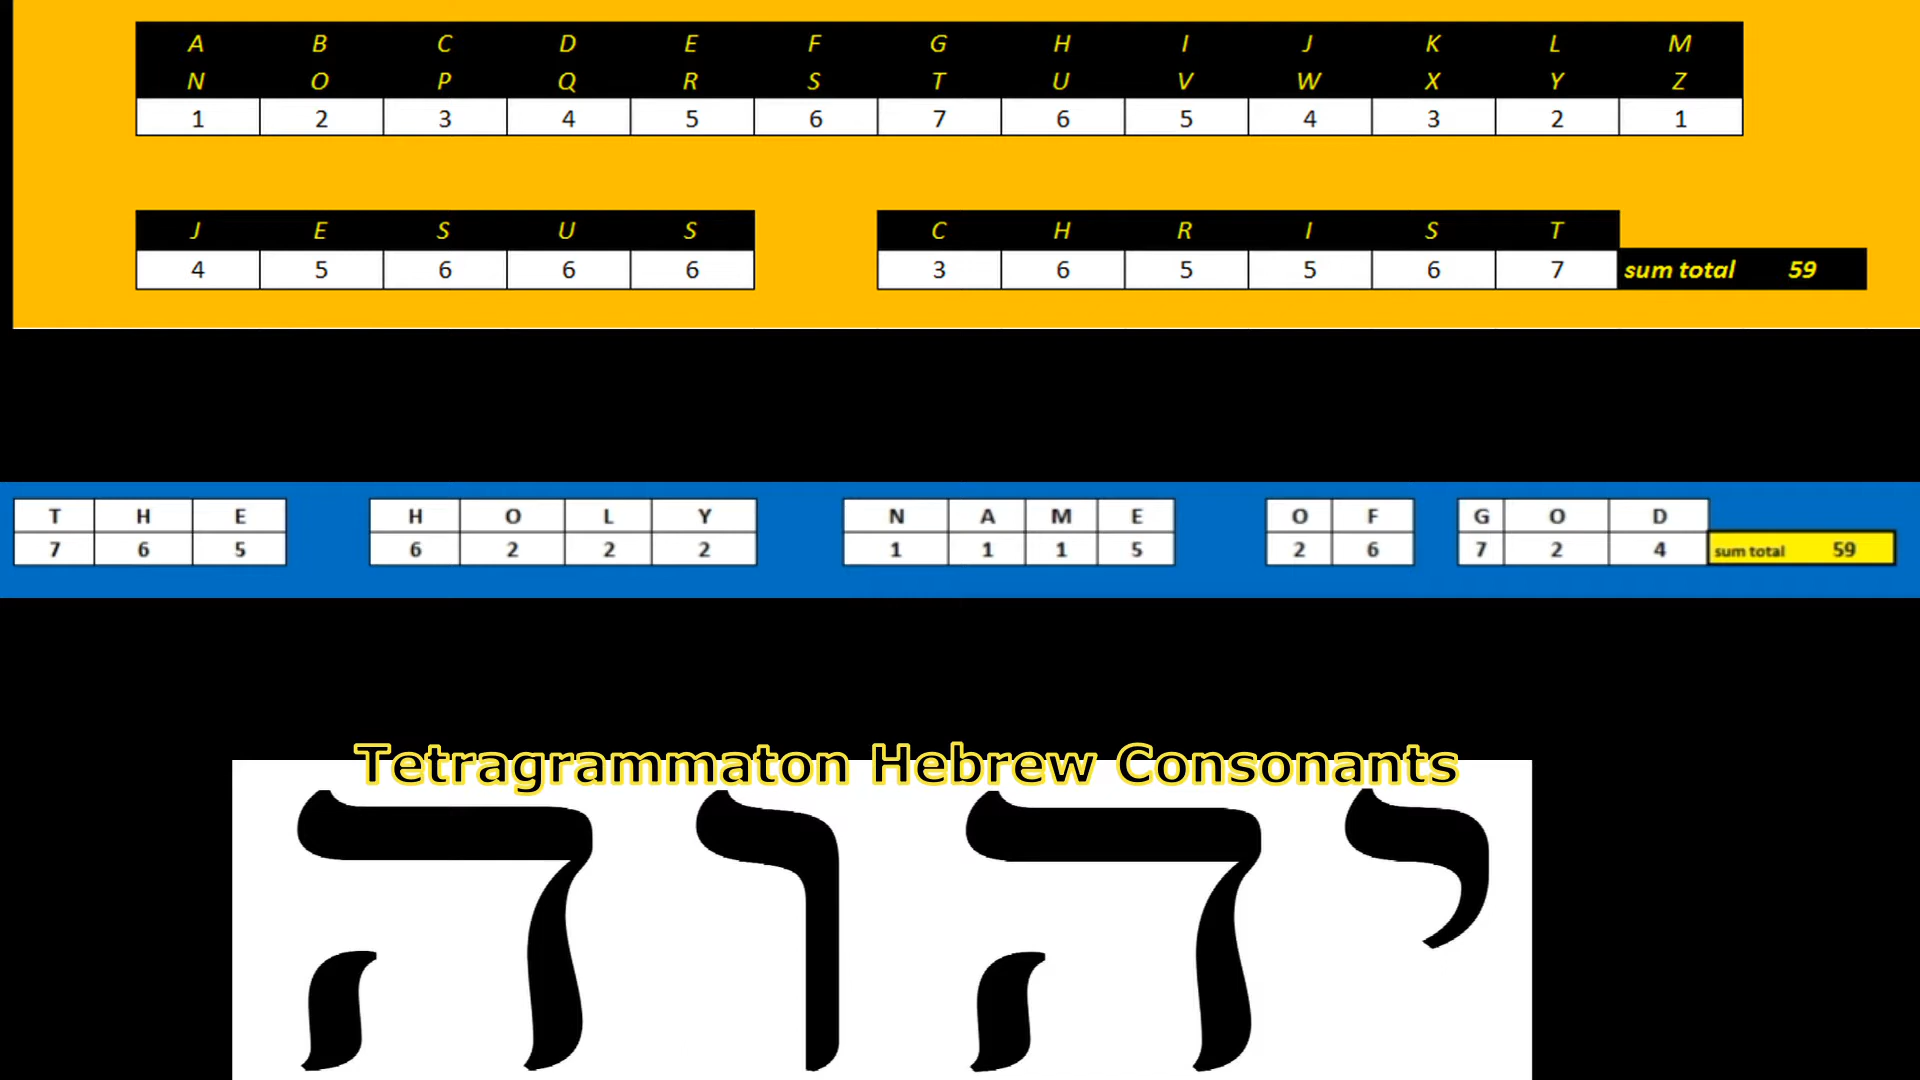 A B C D E F G H I J K L M
N O P Q R S T U V W X Y Z
1 2 3 4 5 6 7 6 5 4 3 2 1
J E S U S C H R I S T
4 5 6 6 6 3 6 5 5 6 7 sum total 59
T H E H O L Y N A M E O F G O D
7 6 5 6 2 2 2 1 1 1 5 2 6 7 2 4 sum total 59
Tetragrammaton Hebrew Consonants
יהוה